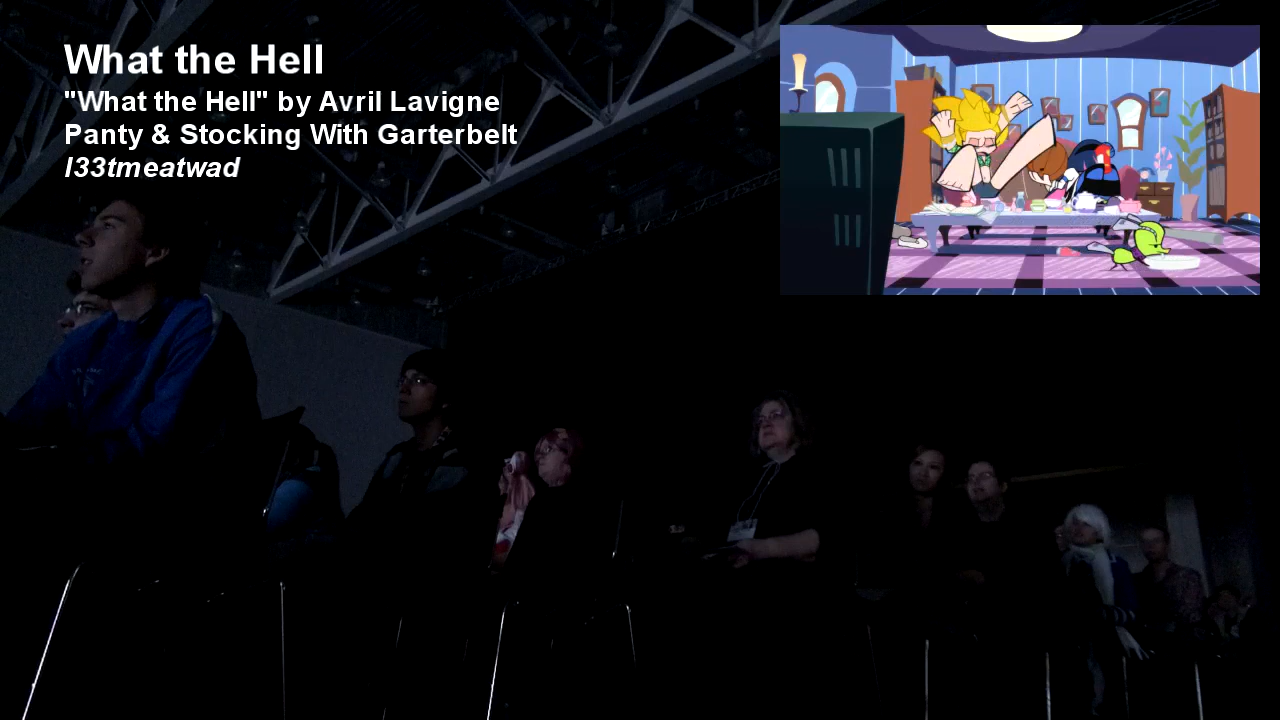 What the Hell
"What the Hell" by Avril Lavigne
Panty & Stocking With Garterbelt
l33tmeatwad